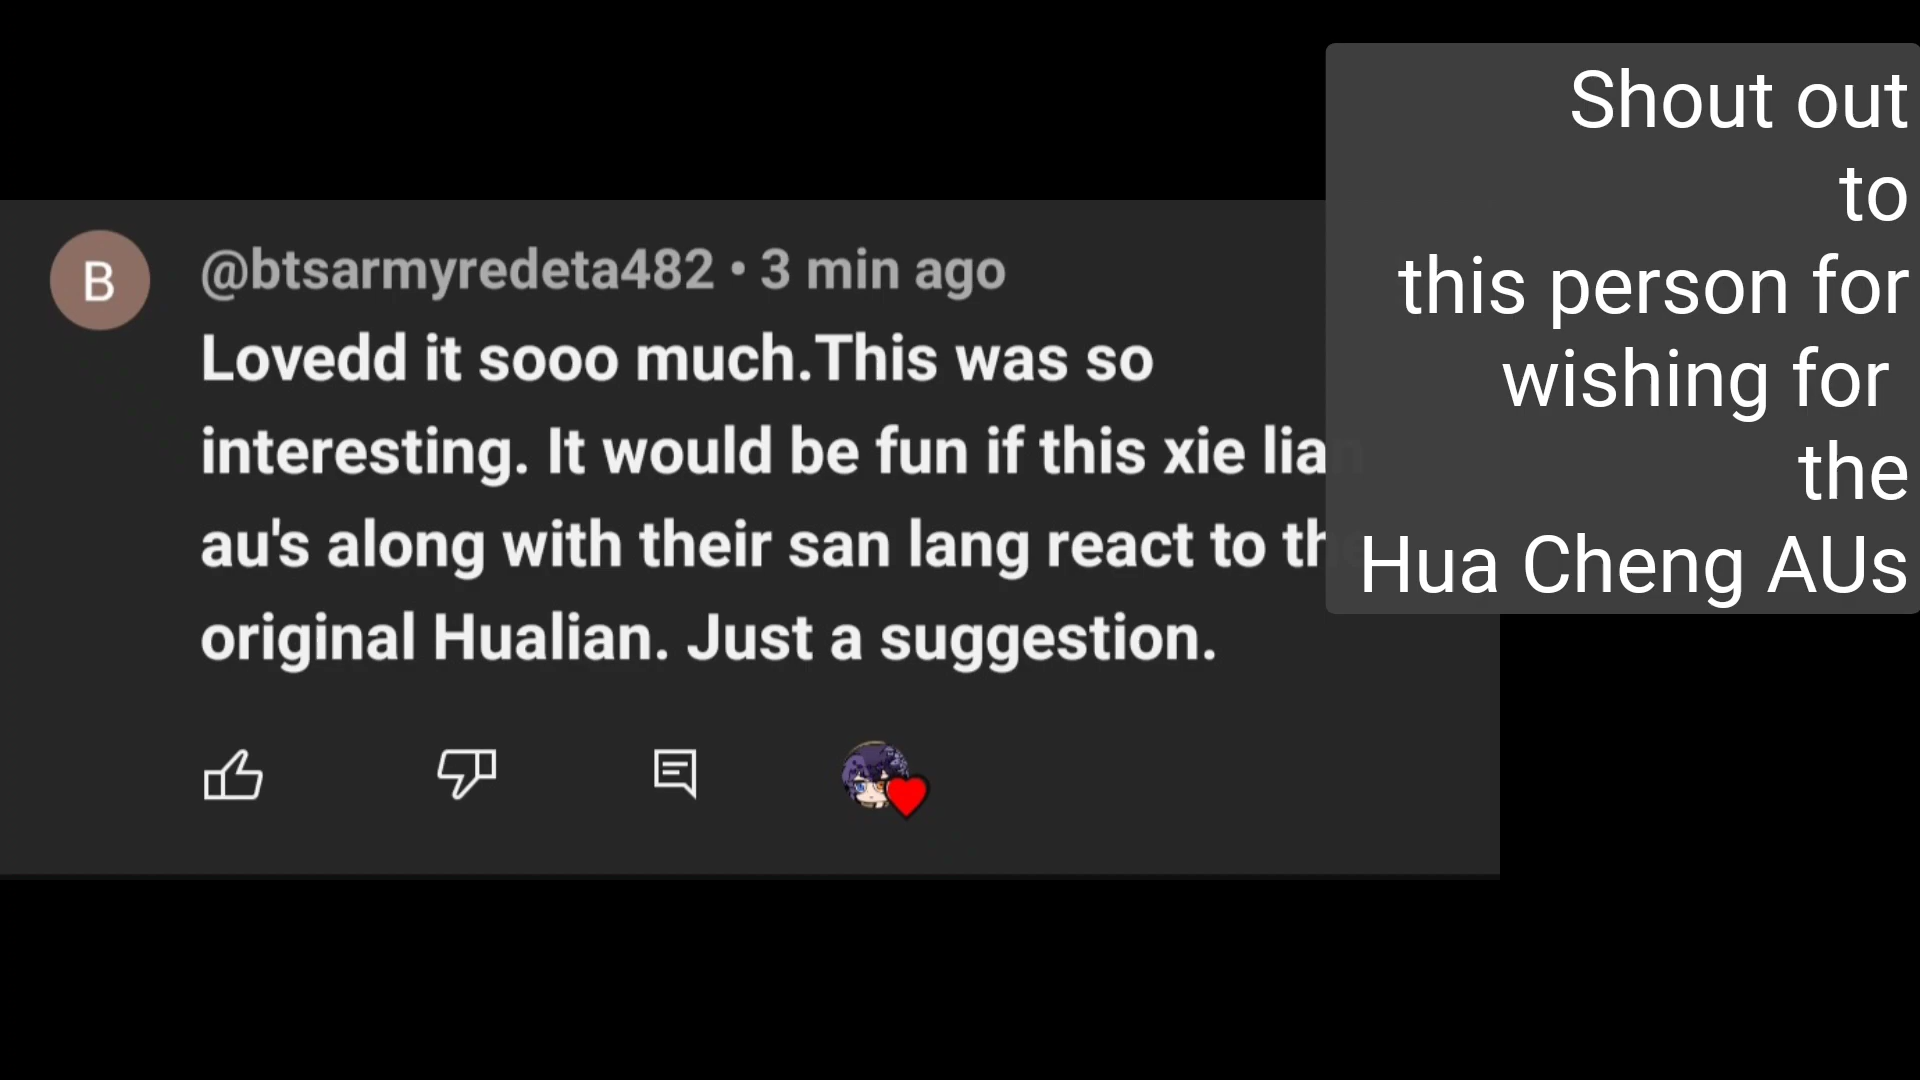 B
@btsarmyredeta482 • 3 min ago
Lovedd it sooo much.This was so
interesting. It would be fun if this xie lian
au's along with their san lang react to the
original Hualian. Just a suggestion.
Shout out
to
this person for
wishing for
the
Hua Cheng AUs